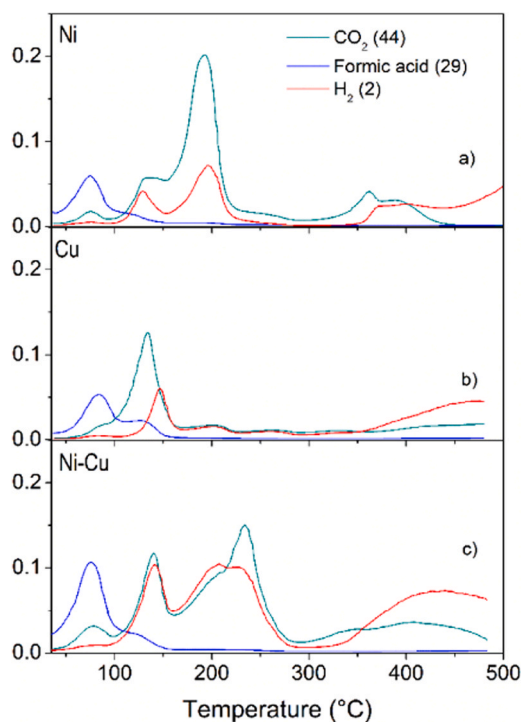 Ni
CO₂ (44)
Formic acid (29)
H₂ (2)
0.2
0.1
0.0
a)
Cu
0.2
0.1
0.0
b)
Ni-Cu
0.2
0.1
0.0
c)
100 200 300 400 500
Temperature (°C)